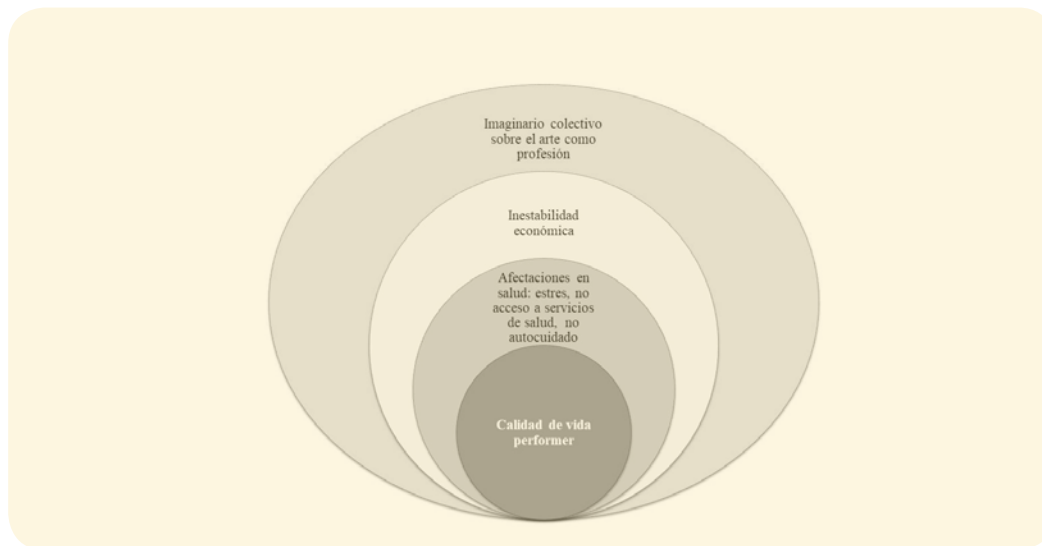 Imaginario colectivo
sobre el arte como
profesión
Inestabilidad
económica
Afectaciones en
salud: estres, no
acceso a servicios
de salud, no
autocuidado
Calidad de vida
performer